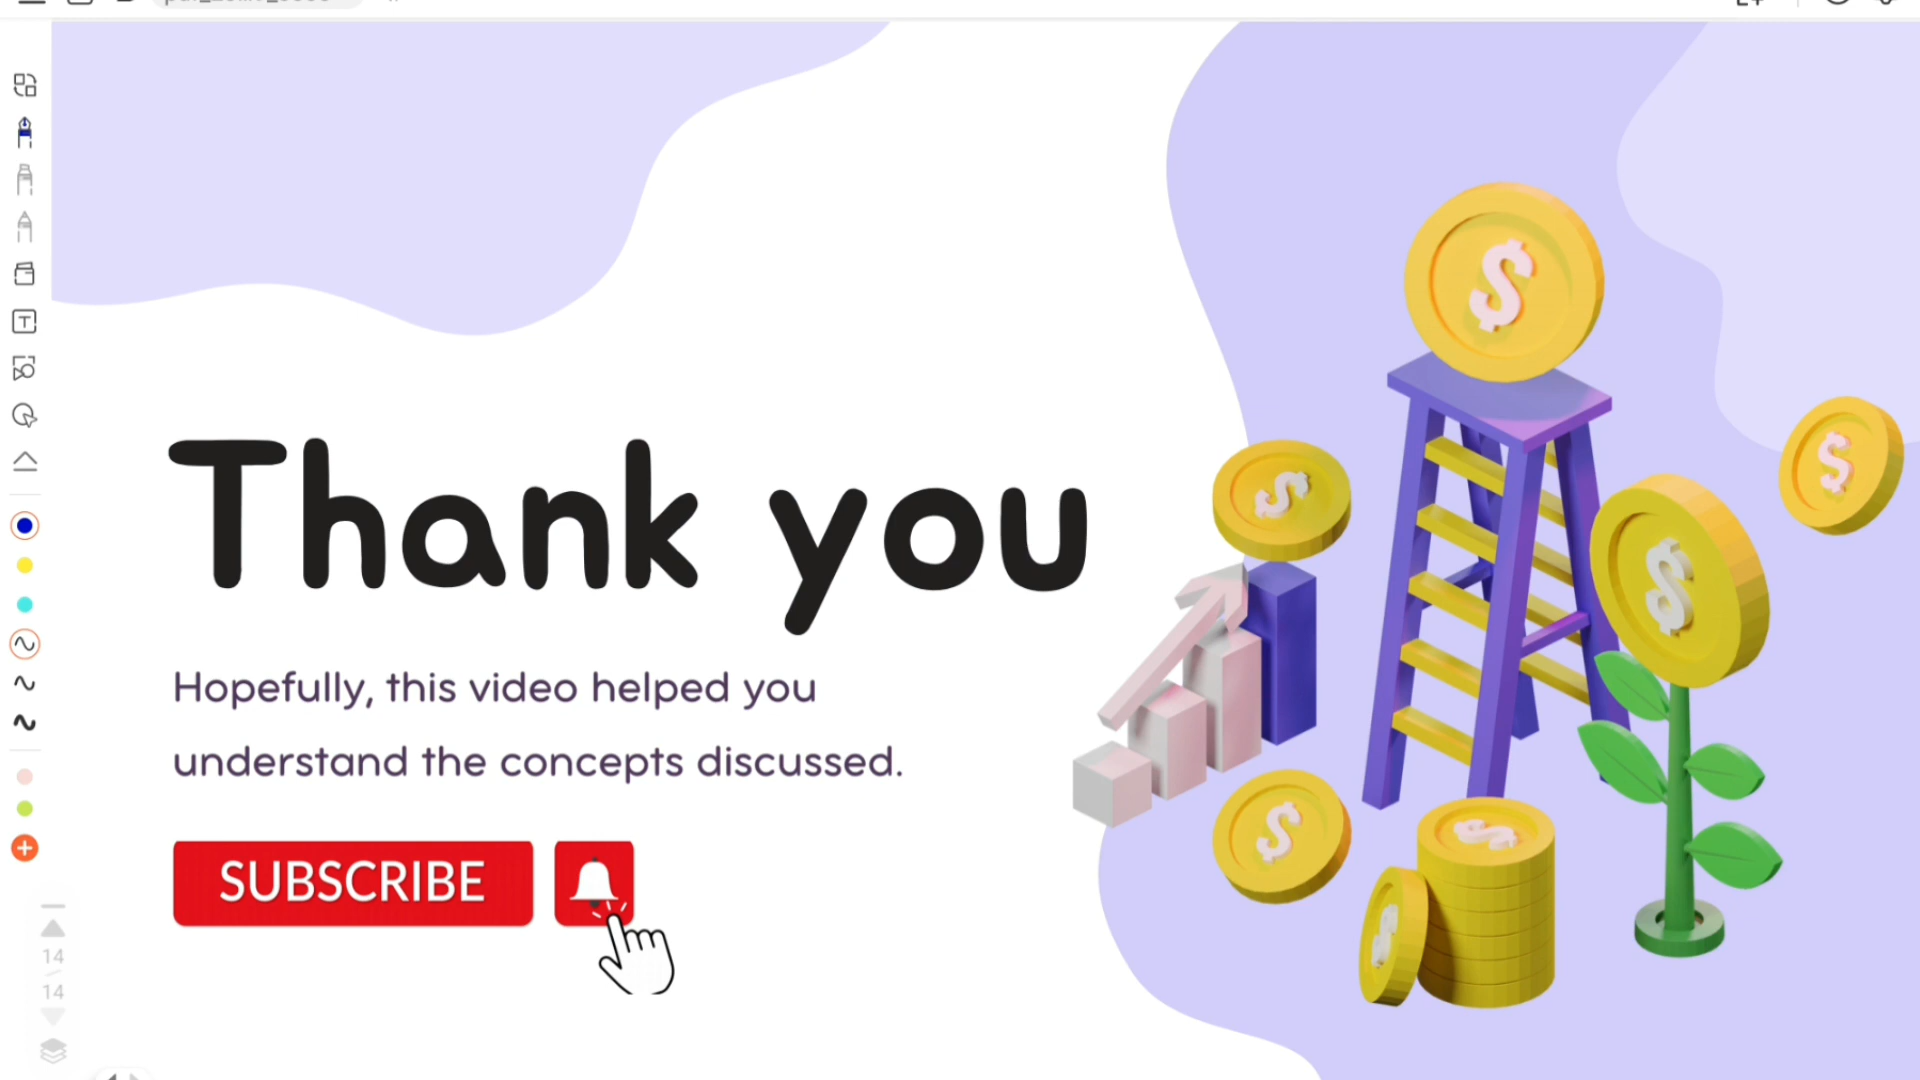 Thank you
Hopefully, this video helped you
understand the concepts discussed.
SUBSCRIBE
14
14